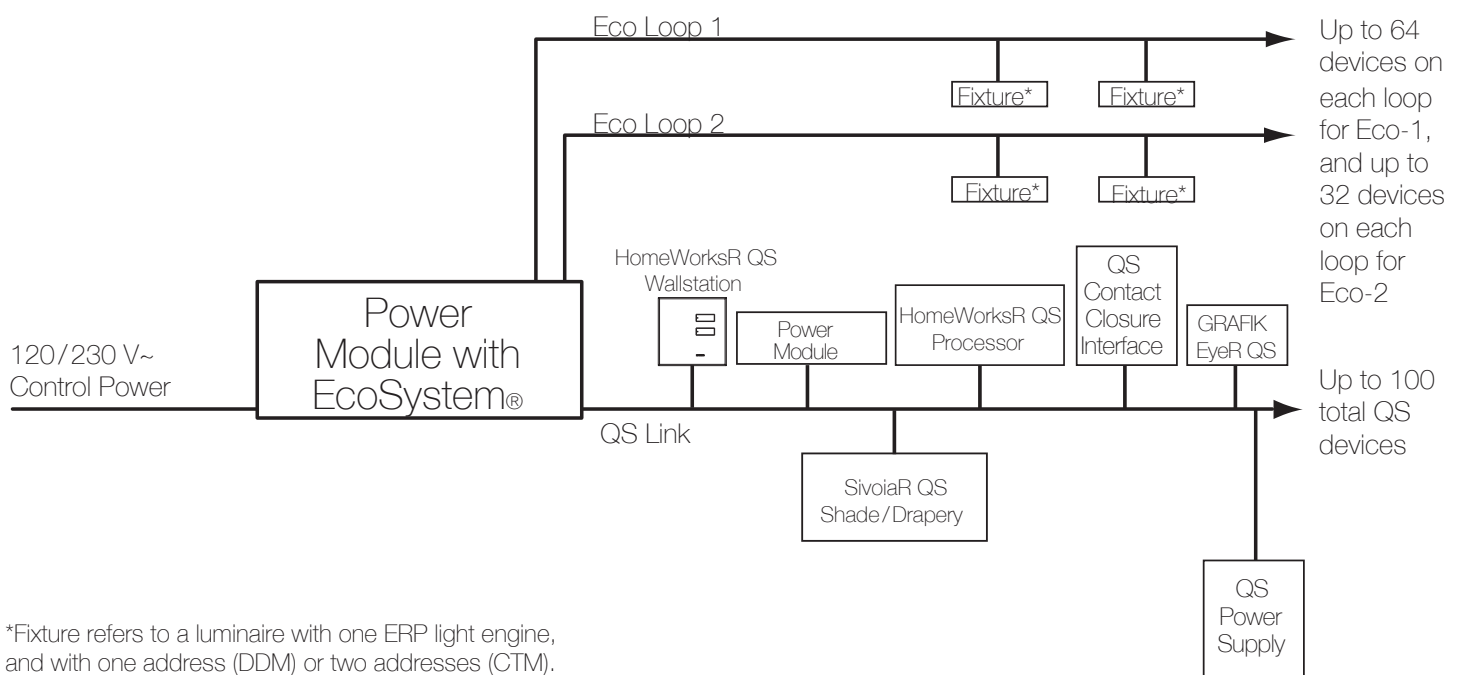 Eco Loop 1
Fixture*
Fixture*
Eco Loop 2
Fixture*
Fixture*
Up to 64
devices on
each loop
for Eco-1,
and up to
32 devices
on each
loop for
Eco-2
120/230 V~
Control Power
Power
Module with
EcoSystem®
QS Link
HomeWorksR QS
Wallstation
Power
Module
HomeWorksR QS
Processor
QS
Contact
Closure
Interface
GRAFIK
EyeR QS
Up to 100
total QS
devices
SivoiaR QS
Shade/Drapery
QS
Power
Supply
*Fixture refers to a luminaire with one ERP light engine,
and with one address (DDM) or two addresses (CTM).